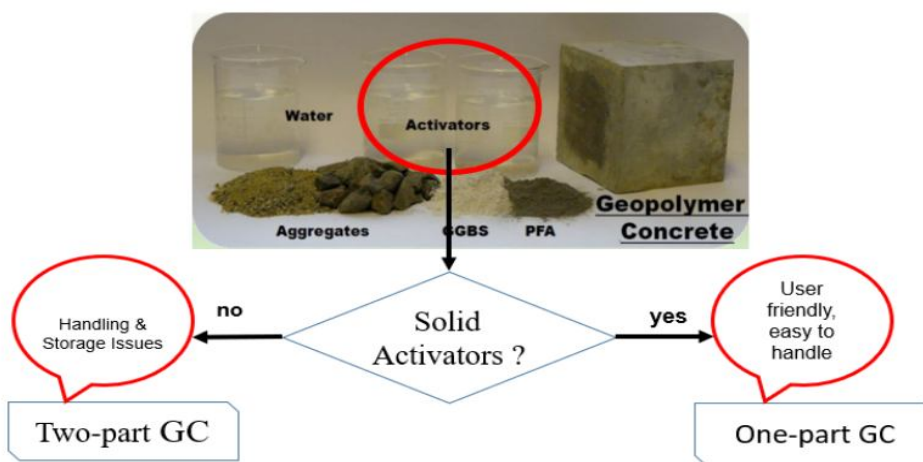 Water
Activators
Aggregates
GGBS
PFA
Geopolymer
Concrete
no
yes
Handling &
Storage Issues
Solid
Activators ?
User
friendly,
easy to
handle
Two-part GC
One-part GC